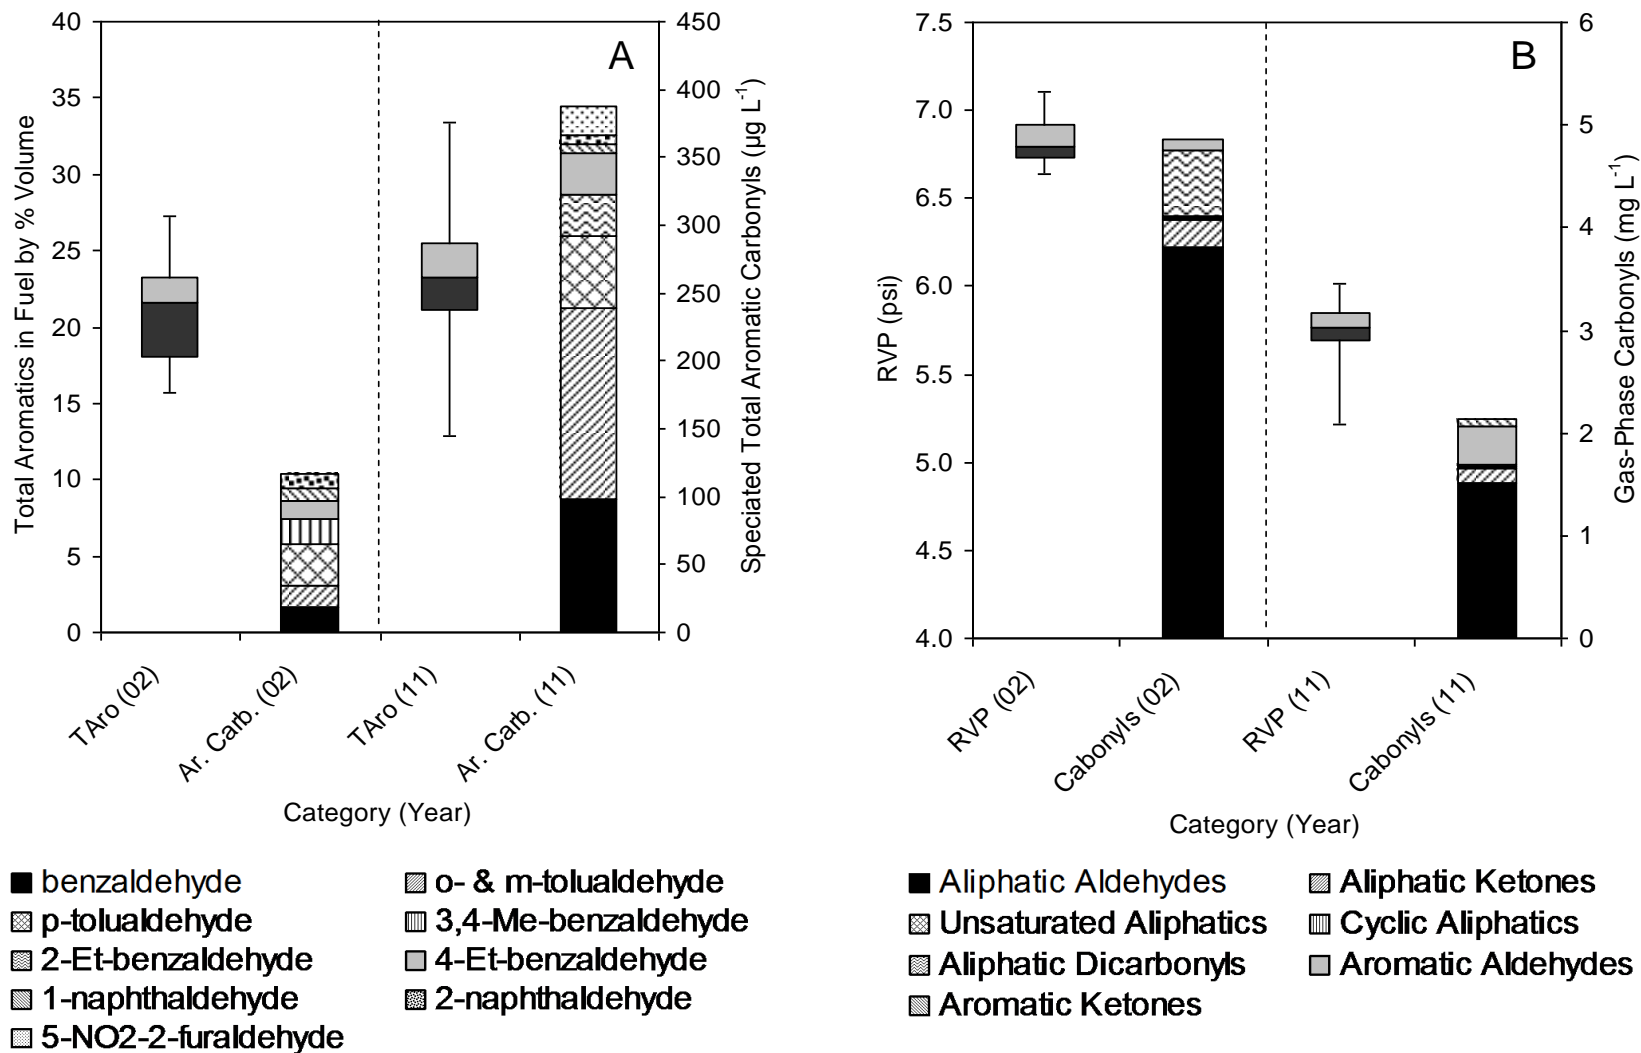 A
Total Aromatics in Fuel by % Volume
40
35
30
25
20
15
10
5
0
450
400
350
300
250
200
150
100
50
0
Speciated Total Aromatic Carbonyls (µg L-1)
TAro (02)
Ar. Carb. (02)
TAro (11)
Ar. Carb. (11)
Category (Year)
benzaldehyde
o- & m-tolualdehyde
p-tolualdehyde
3,4-Me-benzaldehyde
2-Et-benzaldehyde
4-Et-benzaldehyde
1-naphthaldehyde
2-naphthaldehyde
5-NO2-2-furaldehyde
B
RVP (psi)
7.5
7.0
6.5
6.0
5.5
5.0
4.5
4.0
6
5
4
3
2
1
0
Gas-Phase Carbonyls (mg L-1)
RVP (02)
Cabonyls (02)
RVP (11)
Cabonyls (11)
Category (Year)
Aliphatic Aldehydes
Aliphatic Ketones
Unsaturated Aliphatics
Cyclic Aliphatics
Aliphatic Dicarbonyls
Aromatic Aldehydes
Aromatic Ketones